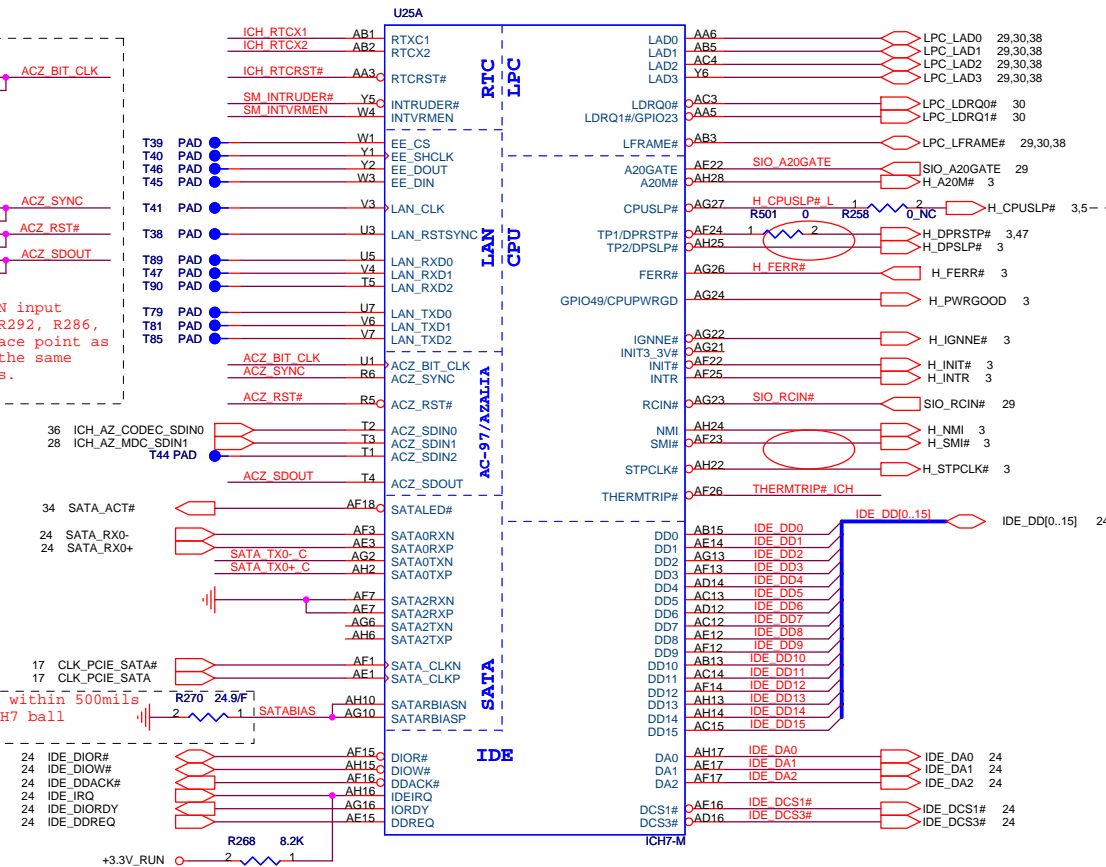 U25A
ICH_RTCX1 AB1 RTXC1 LAD0 AA6 LPC_LAD0 29,30,38
ICH_RTCX2 AB2 RTCX2 LAD1 AB5 LPC_LAD1 29,30,38
LAD2 AC4 LPC_LAD2 29,30,38
ACZ_BIT_CLK ICH_RTCRST# AA3 RTCRST# LAD3 Y6 LPC_LAD3 29,30,38
RTC LPC
SM_INTRUDER# Y5 INTRUDER# LDRQ0# AC3 LPC_LDRQ0# 30
SM_INTVRMEN W4 INTVRMEN LDRQ1#/GPIO23 AA5 LPC_LDRQ1# 30
T39 PAD W1 EE_CS LFRAME# AB3 LPC_LFRAME# 29,30,38
T40 PAD Y1 EE_SHCLK
T46 PAD Y2 EE_DOUT A20GATE AE22 SIO_A20GATE SIO_A20GATE 29
T45 PAD W3 EE_DIN A20M# AH28 H_A20M# 3
ACZ_SYNC T41 PAD V3 LAN_CLK CPUSLP# AG27 H_CPUSLP#_L 1 R258 0_NC 2 H_CPUSLP# 3,5
R501 0
ACZ_RST# T38 PAD U3 LAN_RSTSYNC TP1/DPRSTP# AF24 1 2 H_DPRSTP# 3,47
TP2/DPSLP# AH25 H_DPSLP# 3
LAN CPU
ACZ_SDOUT T89 PAD U5 LAN_RXD0
T47 PAD V4 LAN_RXD1 FERR# AG26 H_FERR# H_FERR# 3
T90 PAD T5 LAN_RXD2
GPIO49/CPUPWRGD AG24 H_PWRGOOD 3
N input
R292, R286,
ace point as
the same
s.
T79 PAD U7 LAN_TXD0
T81 PAD V6 LAN_TXD1
T85 PAD V7 LAN_TXD2 IGNNE# AG22 H_IGNNE# 3
INIT3_3V# AG21
ACZ_BIT_CLK U1 ACZ_BIT_CLK INIT# AF22 H_INIT# 3
ACZ_SYNC R6 ACZ_SYNC INTR AF25 H_INTR 3
ACZ_RST# R5 ACZ_RST# RCIN# AG23 SIO_RCIN# SIO_RCIN# 29
AC-97/AZALIA
36 ICH_AZ_CODEC_SDIN0 T2 ACZ_SDIN0 NMI AH24 H_NMI 3
28 ICH_AZ_MDC_SDIN1 T3 ACZ_SDIN1 SMI# AF23 H_SMI# 3
T44 PAD T1 ACZ_SDIN2
STPCLK# AH22 H_STPCLK# 3
ACZ_SDOUT T4 ACZ_SDOUT
THERMTRIP# AF26 THERMTRIP#_ICH
34 SATA_ACT# AF18 SATALED#
IDE_DD[0..15] IDE_DD[0..15] 24
24 SATA_RX0- AF3 SATA0RXN DD0 AB15 IDE_DD0
24 SATA_RX0+ AE3 SATA0RXP DD1 AE14 IDE_DD1
SATA_TX0-_C AG2 SATA0TXN DD2 AG13 IDE_DD2
SATA_TX0+_C AH2 SATA0TXP DD3 AF13 IDE_DD3
DD4 AD14 IDE_DD4
AF7 SATA2RXN DD5 AC13 IDE_DD5
AE7 SATA2RXP DD6 AD12 IDE_DD6
AG6 SATA2TXN DD7 AC12 IDE_DD7
AH6 SATA2TXP DD8 AE12 IDE_DD8
DD9 AF12 IDE_DD9
17 CLK_PCIE_SATA# AF1 SATA_CLKN DD10 AB13 IDE_DD10
17 CLK_PCIE_SATA AE1 SATA_CLKP DD11 AC14 IDE_DD11
SATA
DD12 AF14 IDE_DD12
within 500mils R270 24.9/F AH10 SATARBIASN DD13 AH13 IDE_DD13
H7 ball 2 1 SATABIAS AG10 SATARBIASP DD14 AH14 IDE_DD14
DD15 AC15 IDE_DD15
IDE
24 IDE_DIOR# AF15 DIOR# DA0 AH17 IDE_DA0 IDE_DA0 24
24 IDE_DIOW# AH15 DIOW# DA1 AE17 IDE_DA1 IDE_DA1 24
24 IDE_DDACK# AF16 DDACK# DA2 AF17 IDE_DA2 IDE_DA2 24
24 IDE_IRQ AH16 IDEIRQ
24 IDE_DIORDY AG16 IORDY DCS1# AE16 IDE_DCS1# IDE_DCS1# 24
24 IDE_DDREQ AE15 DDREQ DCS3# AD16 IDE_DCS3# IDE_DCS3# 24
R268 8.2K ICH7-M
+3.3V_RUN 2 1